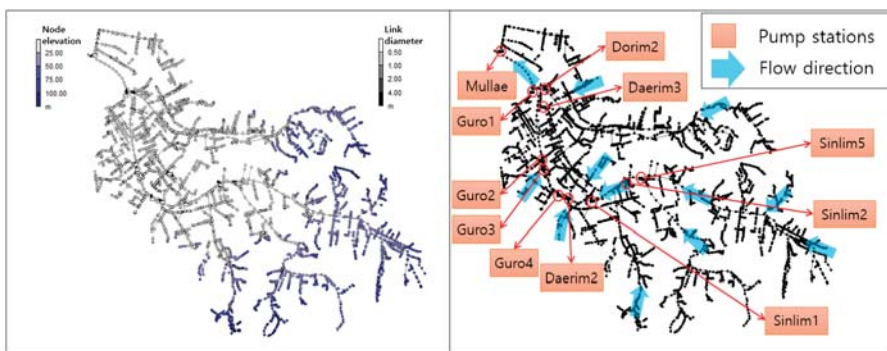 Node
elevation
25.00
50.00
75.00
100.00
m
Link
diameter
0.50
1.00
2.00
4.00
m
Pump stations
Flow direction
Dorim2
Mullae
Daerim3
Guro1
Sinlim5
Guro2
Sinlim2
Guro3
Guro4
Daerim2
Sinlim1